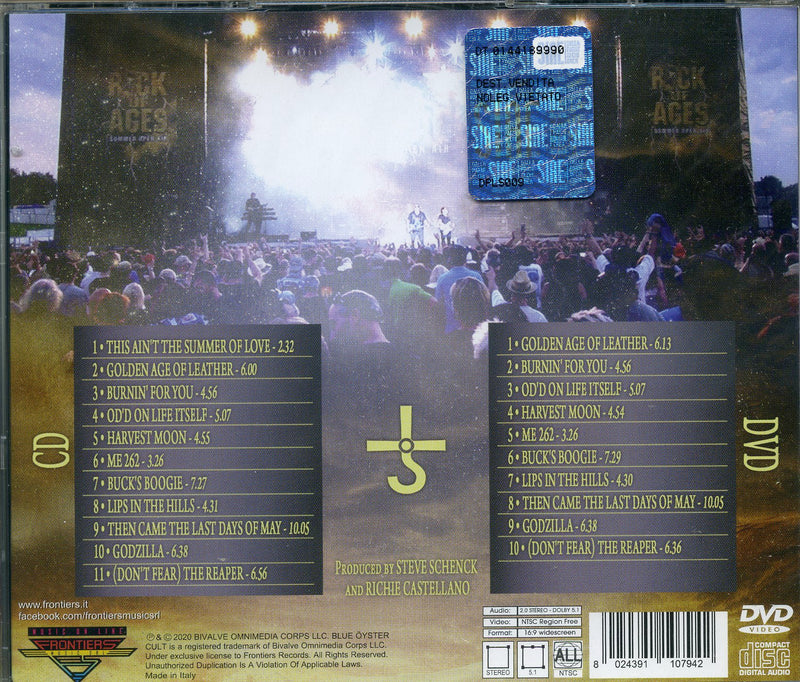 ROCK
OF
AGES
SUMMER OPEN AIR
DT 0144189990
SIAE
DEST.VENDITA
NOLEG.VIETATO
DPLS009
ROCK
OF
AGES
SUMMER OPEN AIR
CD
1 • THIS AIN'T THE SUMMER OF LOVE - 2.32
2 • GOLDEN AGE OF LEATHER - 6.00
3 • BURNIN' FOR YOU - 4.56
4 • OD'D ON LIFE ITSELF - 5.07
5 • HARVEST MOON - 4.55
6 • ME 262 - 3.26
7 • BUCK'S BOOGIE - 7.27
8 • LIPS IN THE HILLS - 4.31
9 • THEN CAME THE LAST DAYS OF MAY - 10.05
10 • GODZILLA - 6.38
11 • (DON'T FEAR) THE REAPER - 6.56
PRODUCED BY STEVE SCHENCK
AND RICHIE CASTELLANO
DVD
1 • GOLDEN AGE OF LEATHER - 6.13
2 • BURNIN' FOR YOU - 4.56
3 • OD'D ON LIFE ITSELF - 5.07
4 • HARVEST MOON - 4.54
5 • ME 262 - 3.26
6 • BUCK'S BOOGIE - 7.29
7 • LIPS IN THE HILLS - 4.30
8 • THEN CAME THE LAST DAYS OF MAY - 10.05
9 • GODZILLA - 6.38
10 • (DON'T FEAR) THE REAPER - 6.36
www.frontiers.it
facebook.com/frontiersmusicsrl
MUSIC ON LINE
FRONTIERS
℗ & © 2020 BIVALVE OMNIMEDIA CORPS LLC. BLUE ÖYSTER
CULT is a registered trademark of Bivalve Omnimedia Corps LLC.
Under exclusive license to Frontiers Records. All Rights Reserved.
Unauthorized Duplication Is A Violation Of Applicable Laws.
Made in Italy
Audio: 2.0 STEREO - DOLBY 5.1
Video: NTSC Region Free
Format: 16:9 widescreen
STEREO
5.1
ALL
NTSC
8 024391 107942
DVD
VIDEO
COMPACT
disc
DIGITAL AUDIO